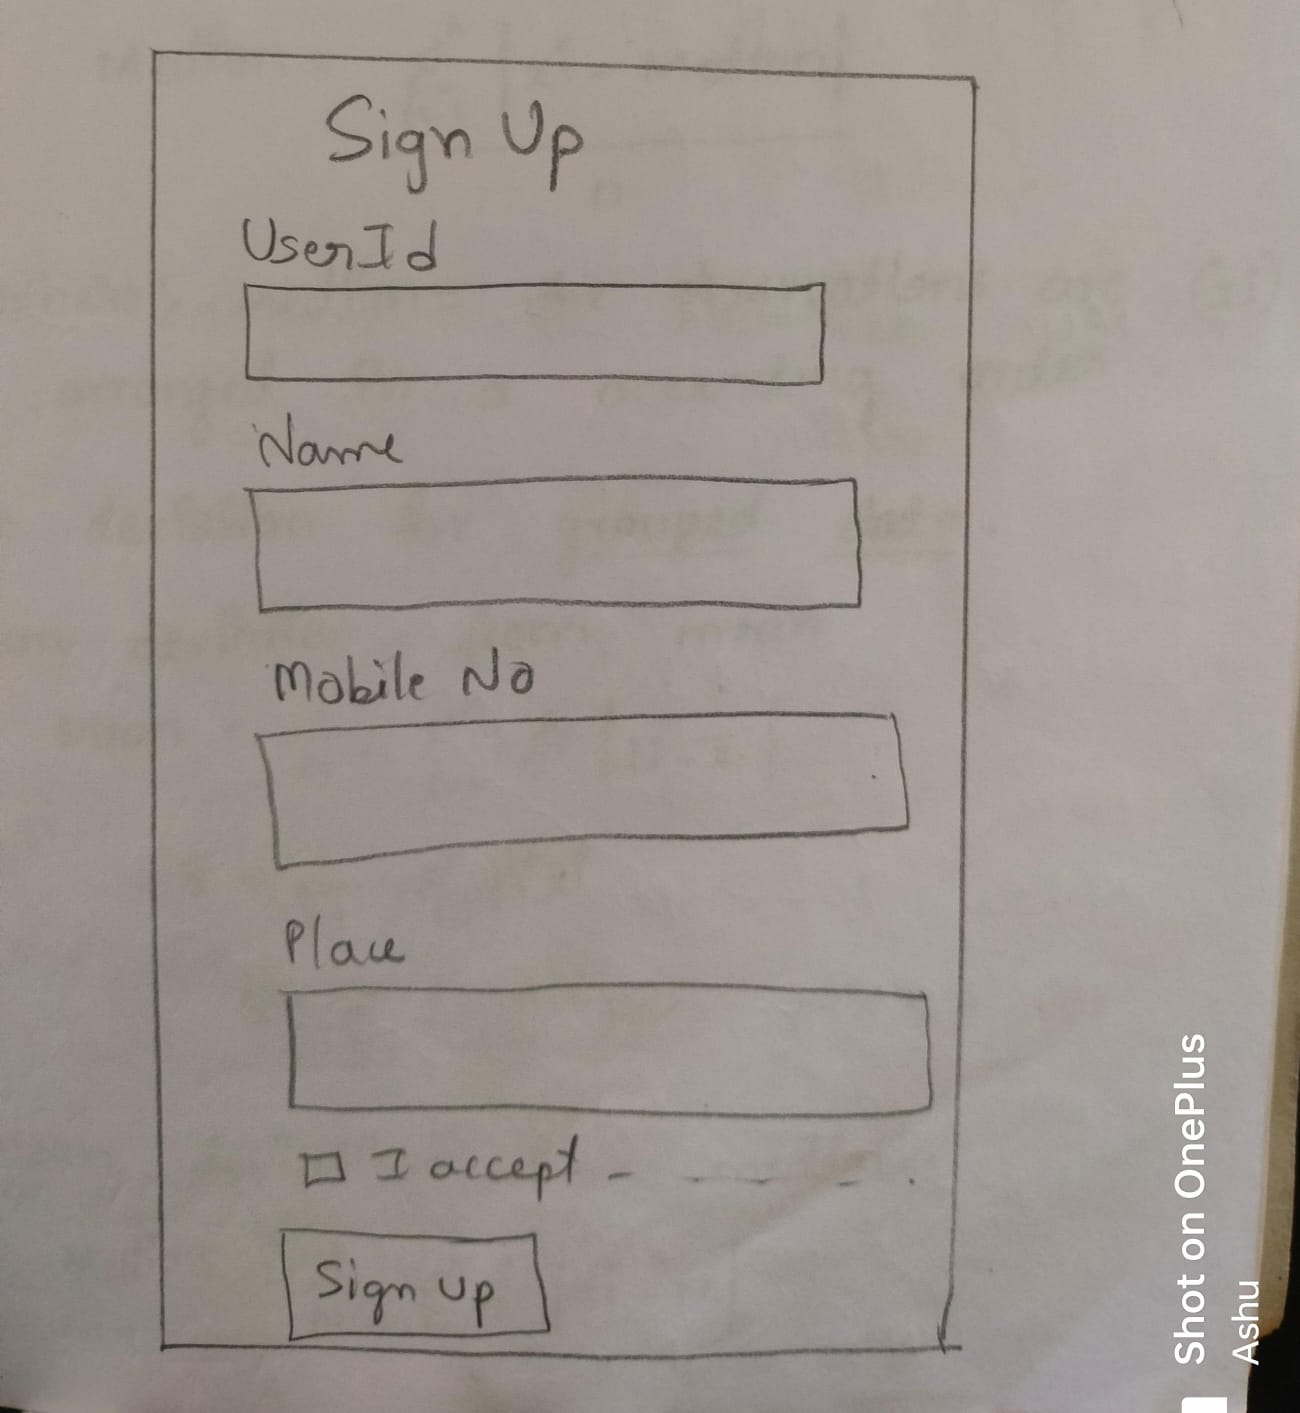 Sign Up
UserId
Name
Mobile No
Place
I accept - - - - - .
Sign Up
Shot on OnePlus
Ashu